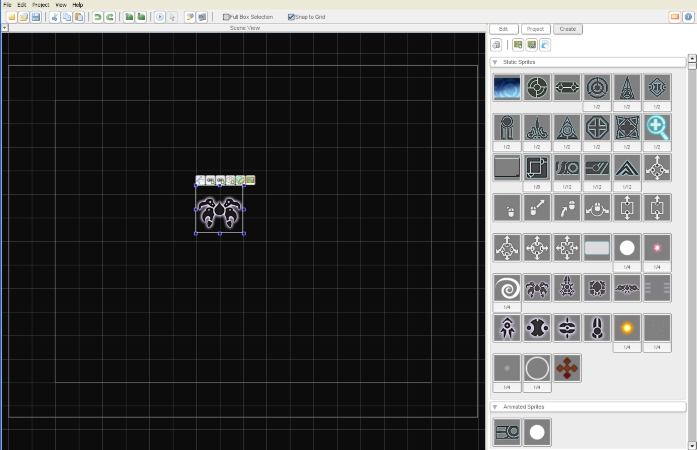 File Edit Project View Help
Full Box Selection Snap to Grid
Scene View
Edit Project Create
Static Sprites
1/2 1/2 1/2
1/2 1/2 1/2 1/2 1/2 1/2
1/8 1/12 1/12
1/4 1/4
1/4
1/4 1/4
1/4 1/4
Animated Sprites